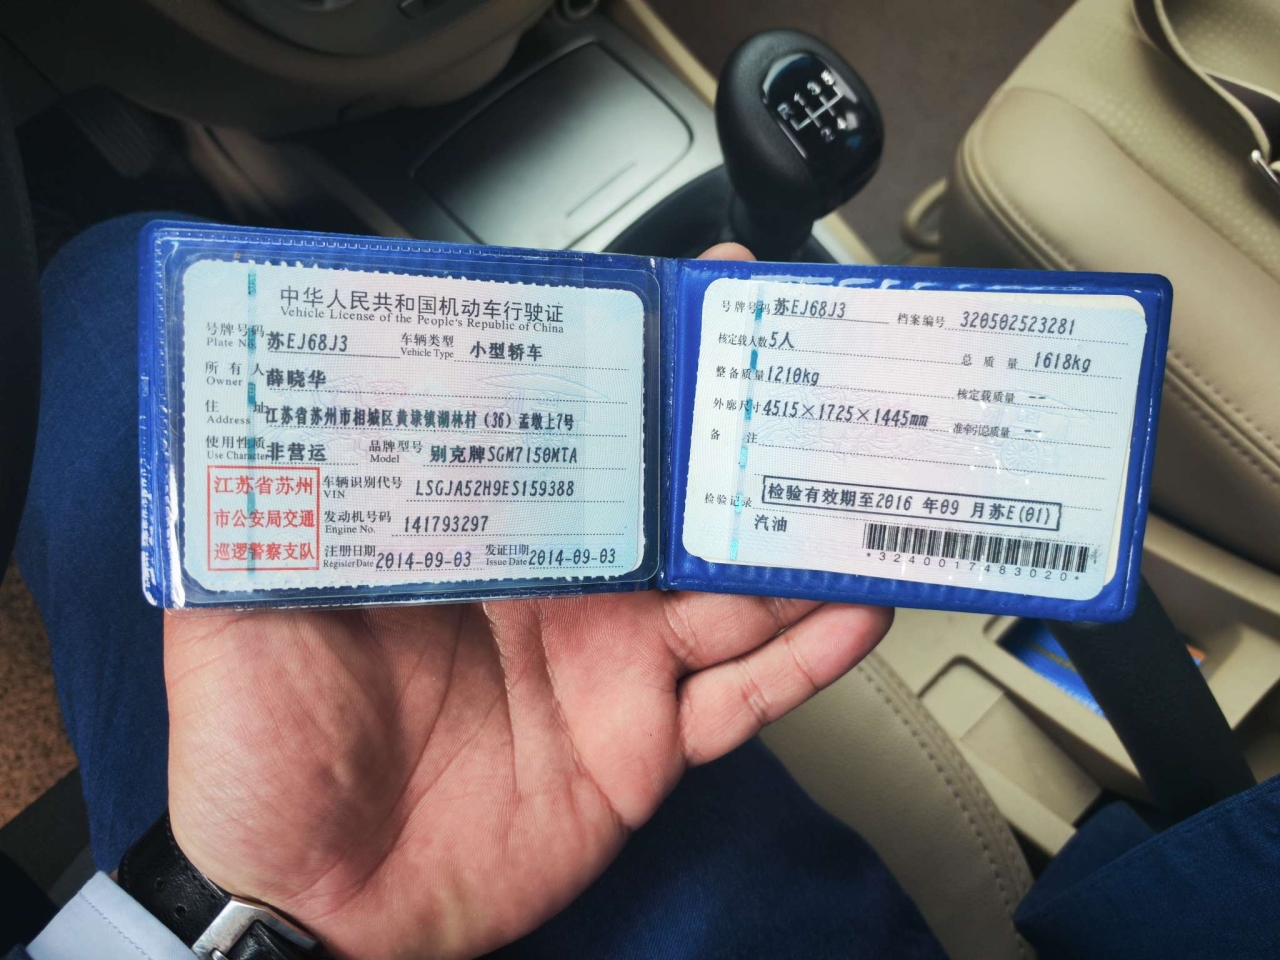 中华人民共和国机动车行驶证
Vehicle License of the People's Republic of China
号牌号码 苏EJ68J3 车辆类型 小型轿车
Plate No. Vehicle Type
所有人 薛晓华
Owner
住址 江苏省苏州市相城区黄埭镇湖林村(36)孟墩上7号
Address
使用性质 非营运 品牌型号 别克牌SGM7150MTA
Use Character Model
江苏省苏州
市公安局交通
巡逻警察支队
车辆识别代号 LSGJA52H9ES159388
VIN
发动机号码 141793297
Engine No.
注册日期 2014-09-03 发证日期 2014-09-03
Register Date Issue Date
号牌号码 苏EJ68J3 档案编号 320502523281
核定载人数 5人 总质量 1618kg
整备质量 1210kg 核定载质量 --
外廓尺寸 4515×1725×1445mm 准牵引总质量 --
备注
检验记录 检验有效期至2016 年09 月苏E(01)
汽油
*3240017483020*
R 1 3 5
2 4